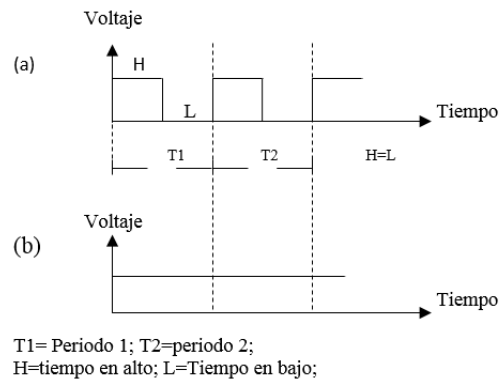 Voltaje
(a)
H
L
Tiempo
T1
T2
H=L
Voltaje
(b)
Tiempo
T1= Periodo 1; T2=periodo 2;
H=tiempo en alto; L=Tiempo en bajo;